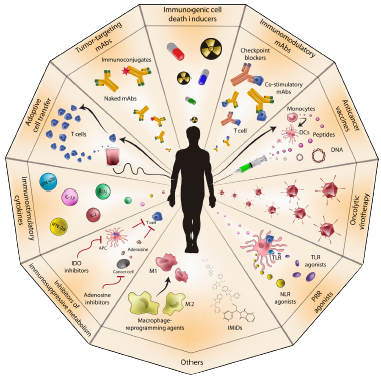 Immunogenic cell
death inducers
Immunomodulatory
mAbs
Checkpoint
blockers
Co-stimulatory
mAbs
T cell
Anticancer
vaccines
Monocytes
DCs
Peptides
DNA
Oncolytic virotherapy
PRR
agonists
TLR
TLR
agonists
NLR
agonists
Others
IMiDs
M1
M2
Macrophage-
reprogramming agents
Inhibitors of
immunosuppressive metabolism
T cell
APC
Adenosine
Cancer cell
IDO
inhibitors
Adenosine
inhibitors
Immunostimulatory
cytokines
Adoptive
cell transfer
T cells
Tumor-targeting
mAbs
Immunoconjugates
Naked mAbs